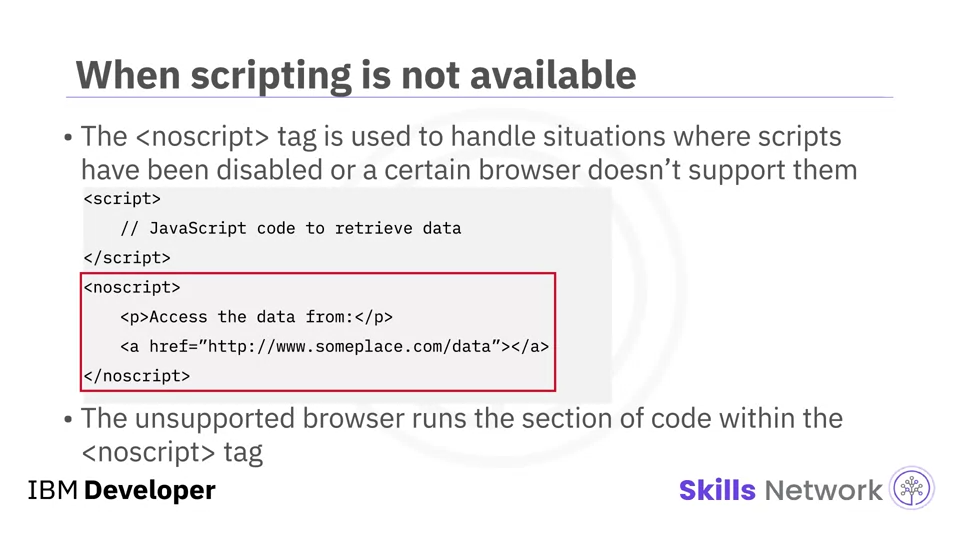 When scripting is not available
• The <noscript> tag is used to handle situations where scripts
have been disabled or a certain browser doesn’t support them
<script>
// JavaScript code to retrieve data
</script>
<noscript>
<p>Access the data from:</p>
<a href=”http://www.someplace.com/data”></a>
</noscript>
• The unsupported browser runs the section of code within the
<noscript> tag
IBM Developer
Skills Network